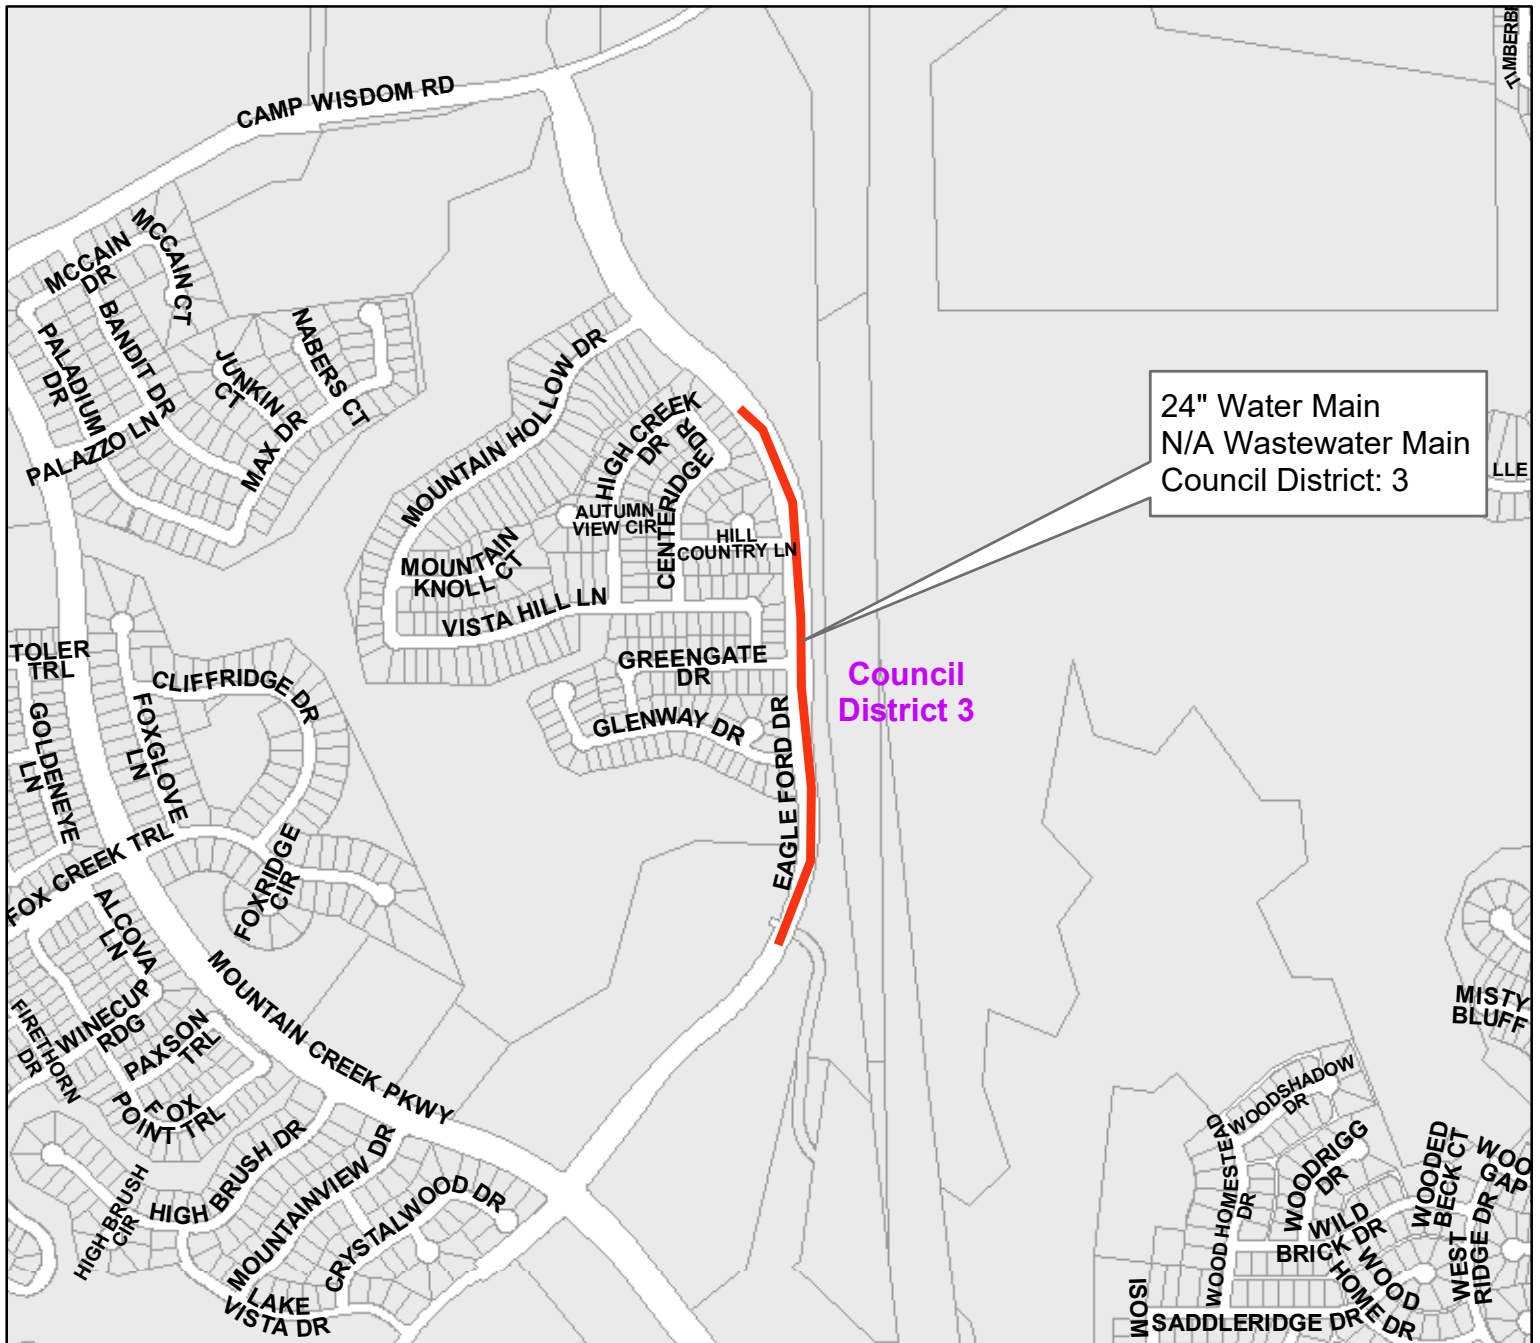 CAMP WISDOM RD
MCCAIN
DR
MCCAIN CT
BANDIT DR
PALADIUM
DR
PALAZZO LN
JUNKIN
CT
NABERS CT
MAX DR
MOUNTAIN HOLLOW DR
HIGH CREEK
DR
CENTERIDGE
DR
AUTUMN
VIEW CIR
HILL
COUNTRY LN
MOUNTAIN
KNOLL CT
VISTA HILL LN
GREENGATE
DR
GLENWAY DR
EAGLE FORD DR
24" Water Main
N/A Wastewater Main
Council District: 3
Council
District 3
LLE
TOLER
TRL
GOLDENEYE
LN
CLIFFRIDGE DR
FOXGLOVE
LN
FOX CREEK TRL
FOXRIDGE
CIR
ALCOVA
LN
MOUNTAIN CREEK PKWY
WINECUP
RDG
FIRETHORN
DR
PAXSON
TRL
FOX
POINT TRL
HIGH BRUSH DR
HIGH BRUSH
CIR
MOUNTAINVIEW DR
CRYSTALWOOD DR
LAKE
VISTA DR
MISTY
BLUFF
WOODSHADOW
DR
WOOD HOMESTEAD
DR
WOODRIGG
DR
WILD
BRICK DR
WOODED
BECK CT
WOO
GAP
WEST
RIDGE DR
WOOD
HOME DR
SADDLERIDGE DR